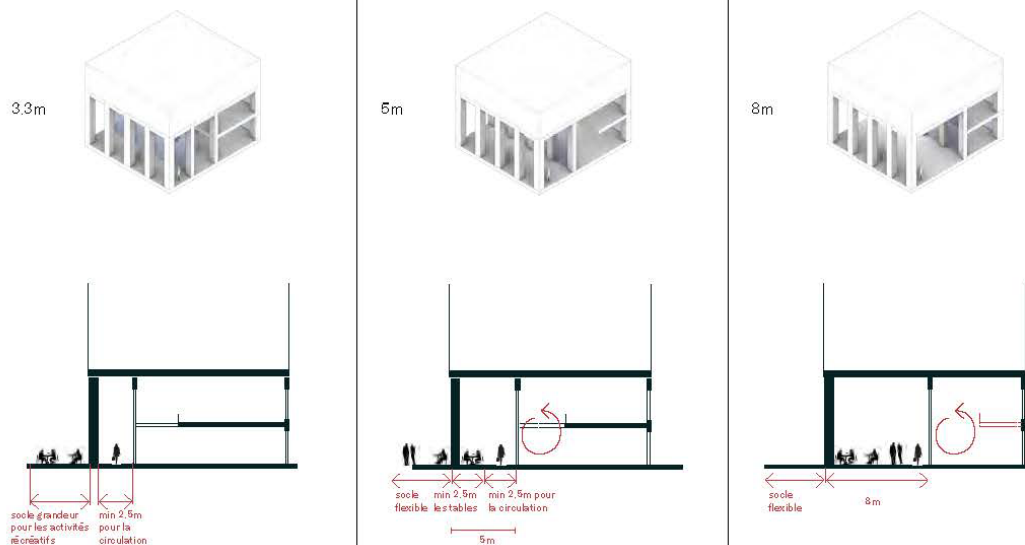 3.3m
5m
8m
socle grandeur
pour les activités
récréatifs
min 2,5m
pour la
circulation
socle
flexible
min 2,5m
les tables
min 2,5m pour
la circulation
5m
socle
flexible
8m